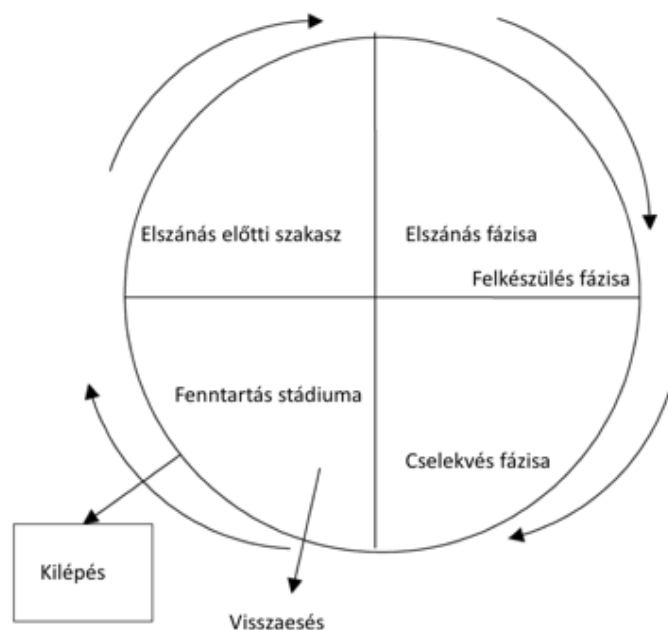 Elszánás előtti szakasz
Elszánás fázisa
Felkészülés fázisa
Fenntartás stádiuma
Cselekvés fázisa
Kilépés
Visszaesés